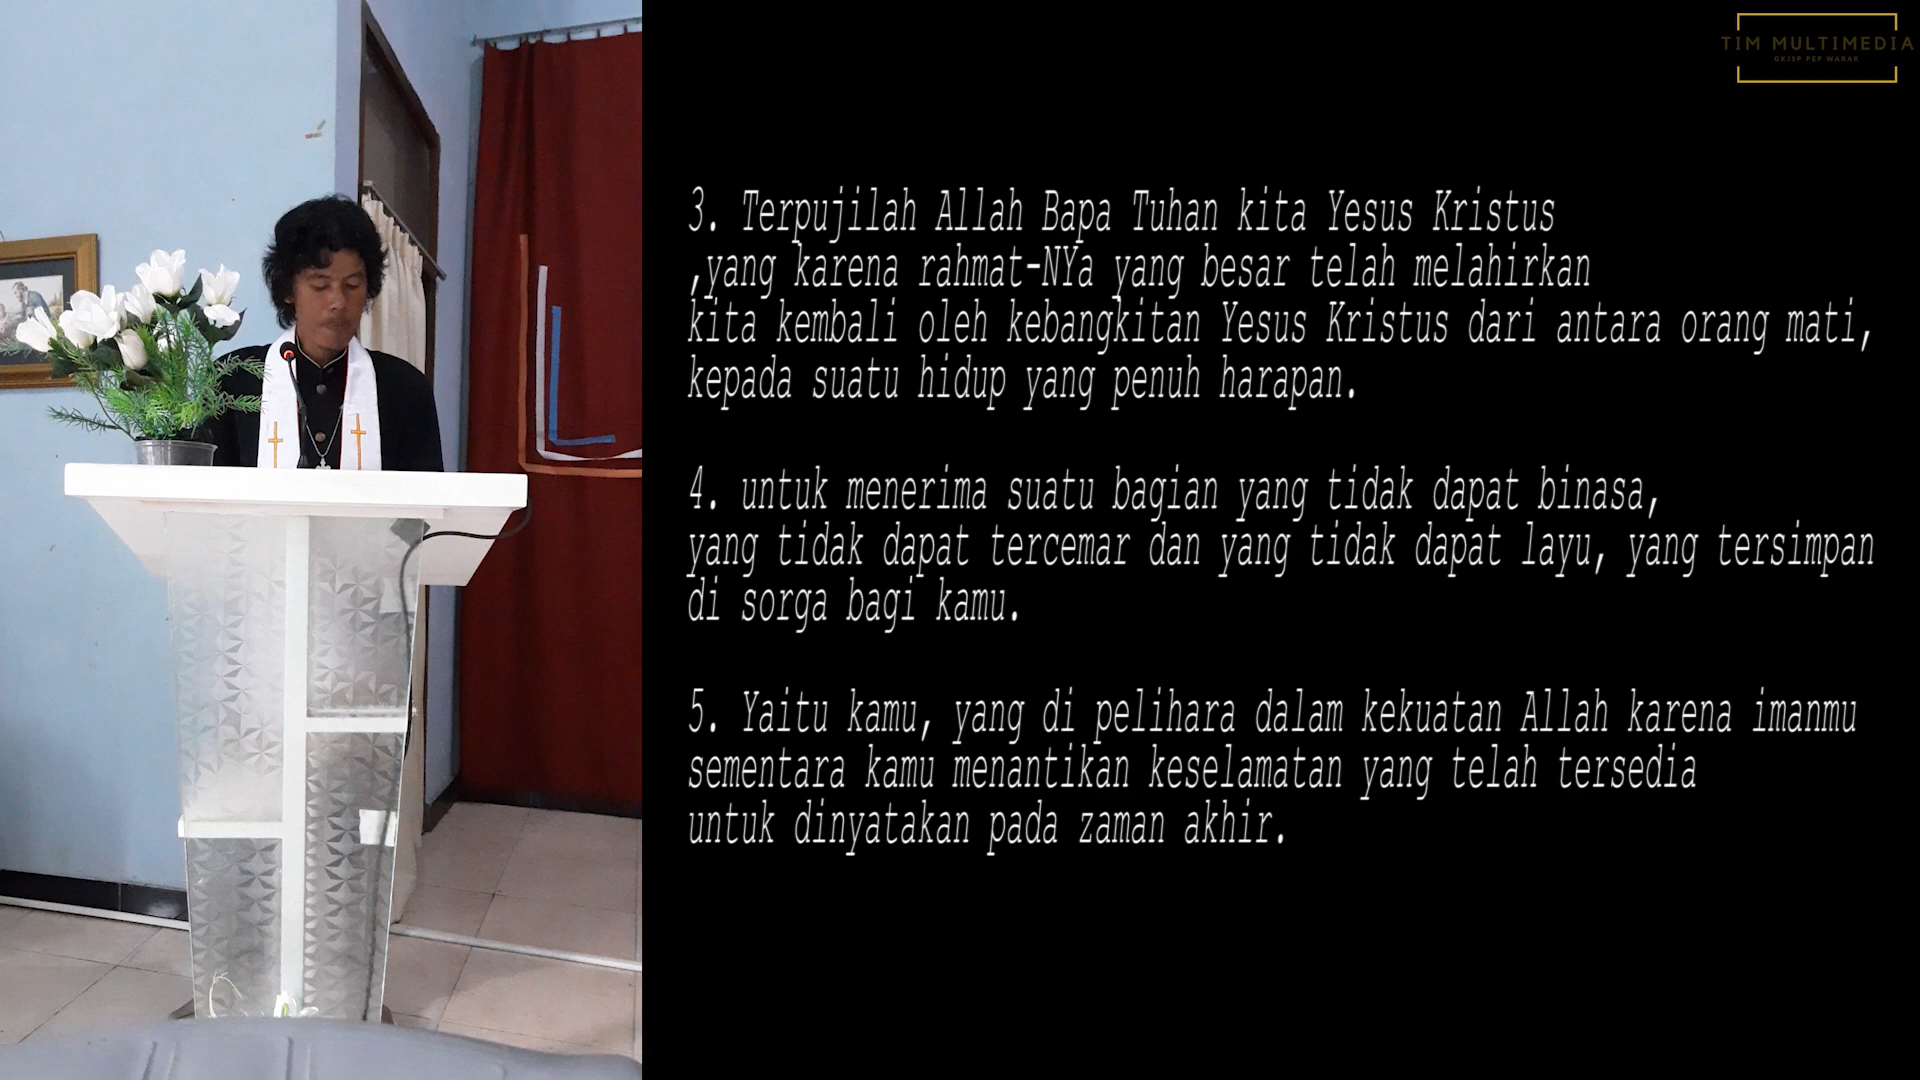 TIM MULTIMEDIA
GKJSP PEP WARAK
3. Terpujilah Allah Bapa Tuhan kita Yesus Kristus
,yang karena rahmat-NYa yang besar telah melahirkan
kita kembali oleh kebangkitan Yesus Kristus dari antara orang mati,
kepada suatu hidup yang penuh harapan.
4. untuk menerima suatu bagian yang tidak dapat binasa,
yang tidak dapat tercemar dan yang tidak dapat layu, yang tersimpan
di sorga bagi kamu.
5. Yaitu kamu, yang di pelihara dalam kekuatan Allah karena imanmu
sementara kamu menantikan keselamatan yang telah tersedia
untuk dinyatakan pada zaman akhir.